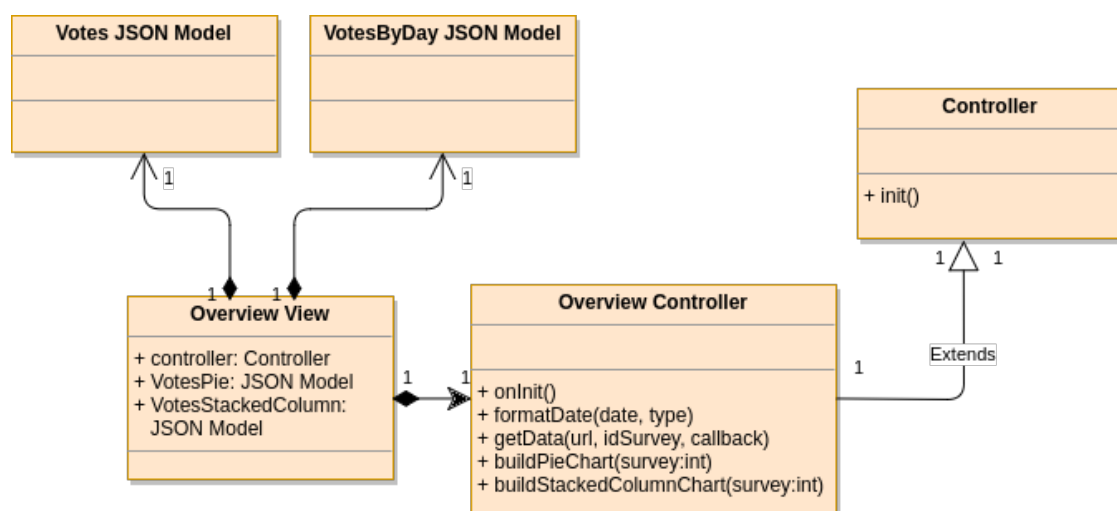 Votes JSON Model
VotesByDay JSON Model
1
1
Controller
+ init()
1
1
1
1
Overview View
+ controller: Controller
+ VotesPie: JSON Model
+ VotesStackedColumn:
JSON Model
1
1
Overview Controller
+ onInit()
+ formatDate(date, type)
+ getData(url, idSurvey, callback)
+ buildPieChart(survey:int)
+ buildStackedColumnChart(survey:int)
1
Extends